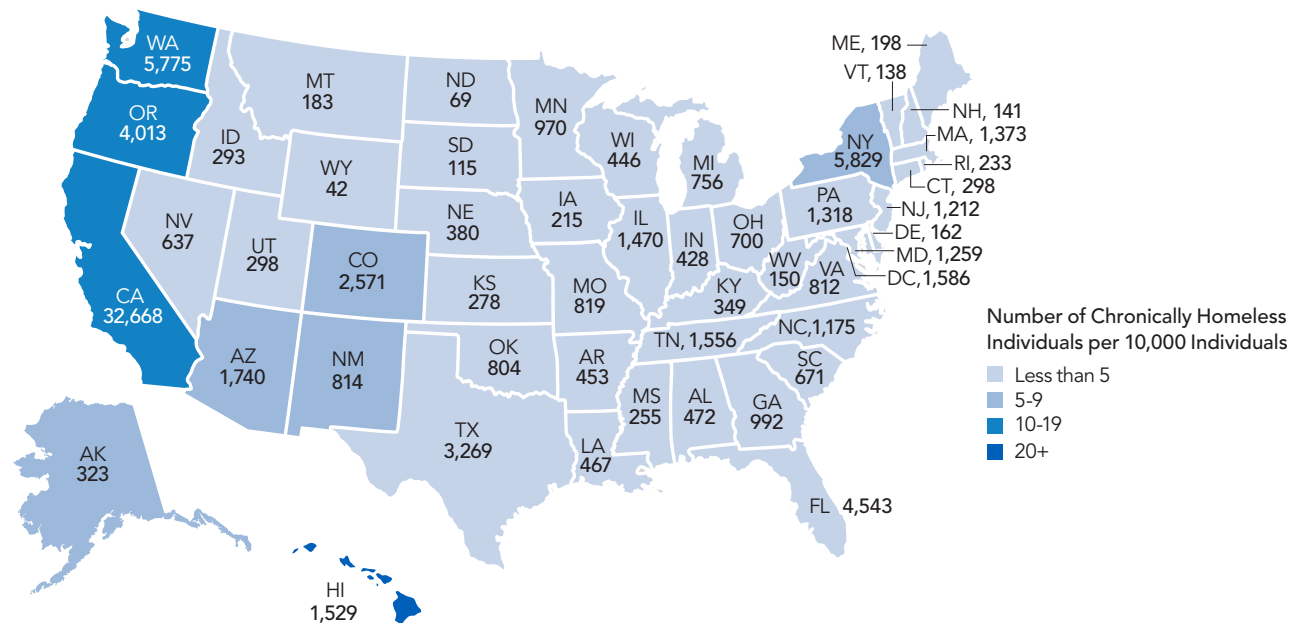 WA
5,775
OR
4,013
CA
32,668
ID
293
NV
637
MT
183
WY
42
UT
298
CO
2,571
AZ
1,740
NM
814
ND
69
SD
115
NE
380
KS
278
OK
804
TX
3,269
MN
970
IA
215
MO
819
AR
453
LA
467
WI
446
IL
1,470
MI
756
IN
428
OH
700
KY
349
TN, 1,556
MS
255
AL
472
GA
992
FL 4,543
SC
671
NC,1,175
WV
150
VA
812
PA
1,318
NY
5,829
ME, 198
VT, 138
NH, 141
MA, 1,373
RI, 233
CT, 298
NJ, 1,212
DE, 162
MD, 1,259
DC, 1,586
AK
323
HI
1,529
Number of Chronically Homeless
Individuals per 10,000 Individuals
Less than 5
5-9
10-19
20+